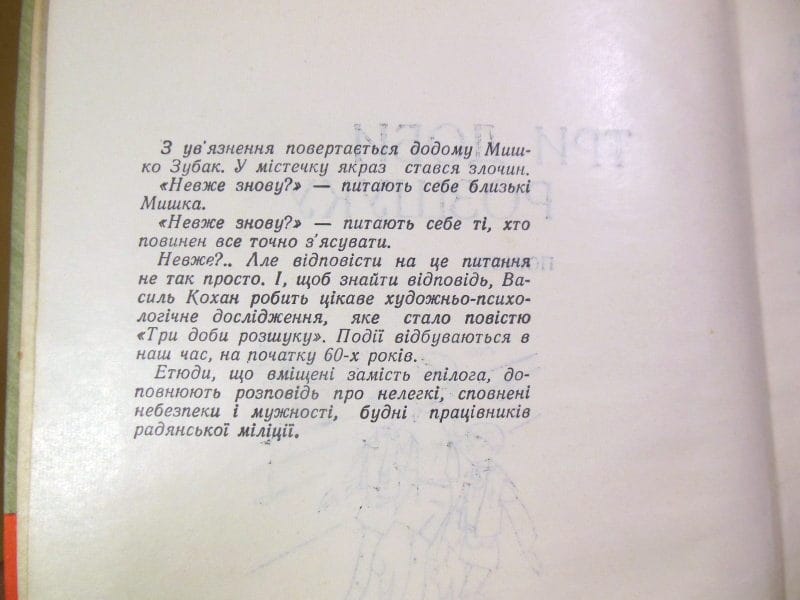 З ув'язнення повертається додому Миш-
ко Зубак. У містечку якраз стався злочин.
«Невже знову?» — питають себе близькі
Мишка.
«Невже знову?» — питають себе ті, хто
повинен все точно з'ясувати.
Невже?.. Але відповісти на це питання
не так просто. І, щоб знайти відповідь, Ва-
силь Кохан робить цікаве художньо-психо-
логічне дослідження, яке стало повістю
«Три доби розшуку». Події відбуваються в
наш час, на початку 60-х років.
Етюди, що вміщені замість епілога, до-
повнюють розповідь про нелегкі, сповнені
небезпеки і мужності, будні працівників
радянської міліції.
ТРИ ДОБИ
РОЗШУКУ